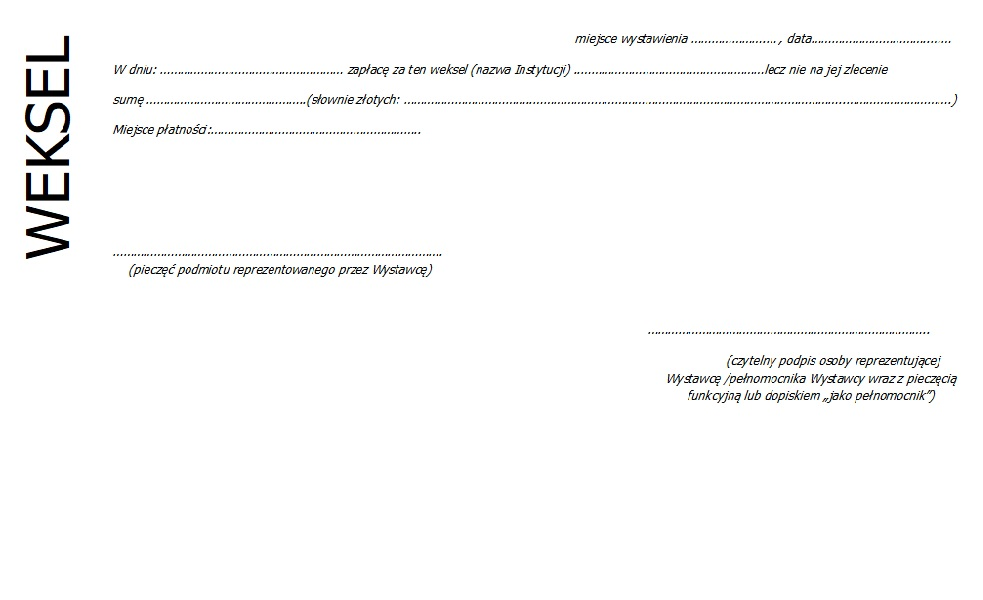 WEKSEL
miejsce wystawienia ........................., data.........................................
W dniu: ...................................................... zapłacę za ten weksel (nazwa Instytucji) ........................................................lecz nie na jej zlecenie
sumę ...............................................(słownie złotych: ................................................................................................................................................................)
Miejsce płatności:.............................................................
.................................................................................................
(pieczęć podmiotu reprezentowanego przez Wystawcę)
..................................................................................
(czytelny podpis osoby reprezentującej
Wystawcę /pełnomocnika Wystawcy wraz z pieczęcią
funkcyjną lub dopiskiem „jako pełnomocnik”)